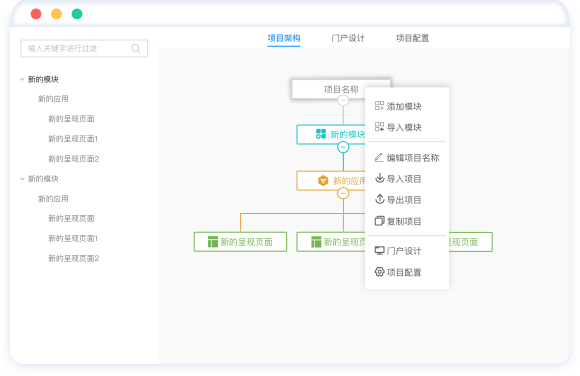 项目架构 门户设计 项目配置
输入关键字进行过滤
新的模块
新的应用
新的呈现页面
新的呈现页面1
新的呈现页面2
新的模块
新的应用
新的呈现页面
新的呈现页面1
新的呈现页面2
项目名称
新的模块
新的应用
新的呈现页面
新的呈现页
现页面
添加模块
导入模块
编辑项目名称
导入项目
导出项目
复制项目
门户设计
项目配置